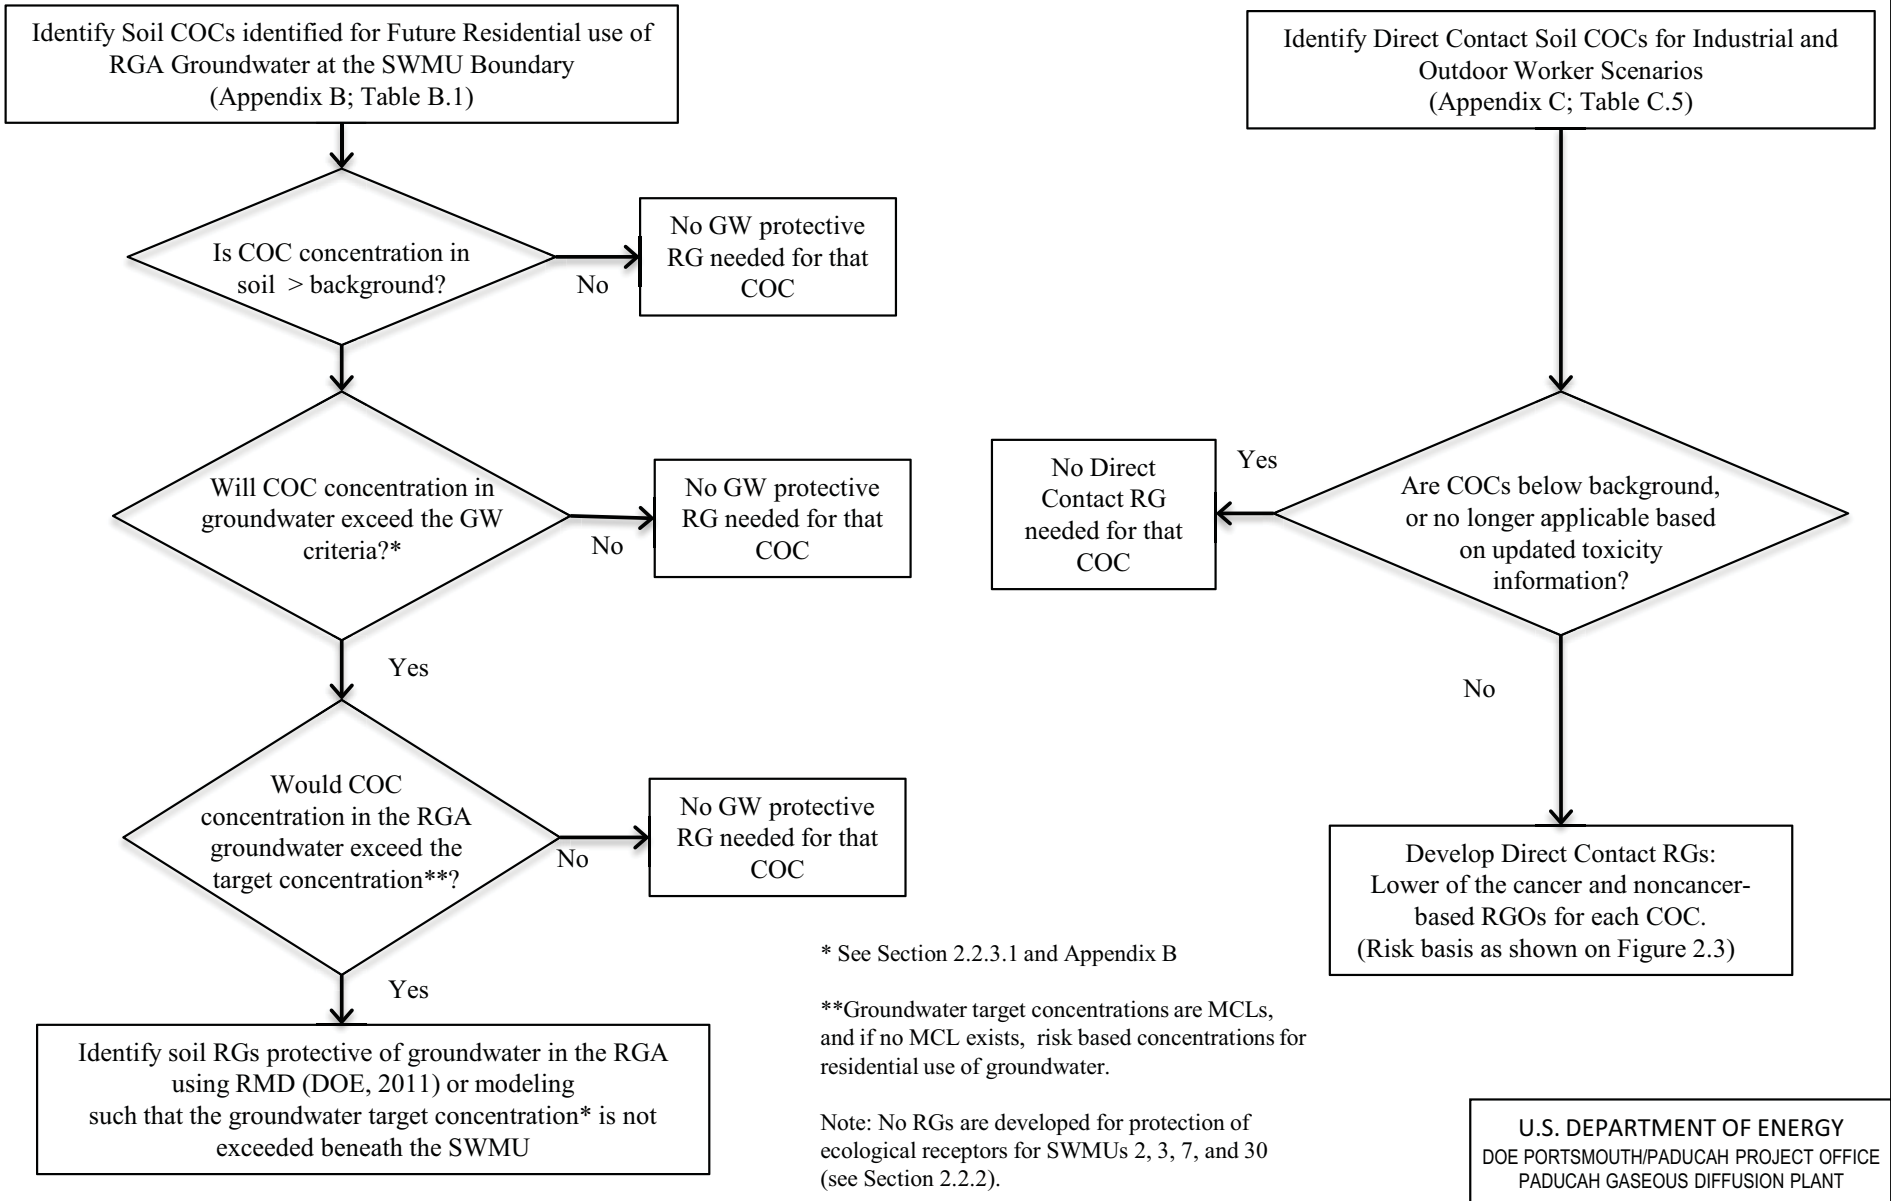 Identify Soil COCs identified for Future Residential use of
RGA Groundwater at the SWMU Boundary
(Appendix B; Table B.1)
Is COC concentration in
soil > background?
No
No GW protective
RG needed for that
COC
Will COC concentration in
groundwater exceed the GW
criteria?*
No
No GW protective
RG needed for that
COC
Yes
Would COC
concentration in the RGA
groundwater exceed the
target concentration**?
No
No GW protective
RG needed for that
COC
Yes
Identify soil RGs protective of groundwater in the RGA
using RMD (DOE, 2011) or modeling
such that the groundwater target concentration* is not
exceeded beneath the SWMU
Identify Direct Contact Soil COCs for Industrial and
Outdoor Worker Scenarios
(Appendix C; Table C.5)
Are COCs below background,
or no longer applicable based
on updated toxicity
information?
Yes
No Direct
Contact RG
needed for that
COC
No
Develop Direct Contact RGs:
Lower of the cancer and noncancer-
based RGOs for each COC.
(Risk basis as shown on Figure 2.3)
* See Section 2.2.3.1 and Appendix B
**Groundwater target concentrations are MCLs,
and if no MCL exists, risk based concentrations for
residential use of groundwater.
Note: No RGs are developed for protection of
ecological receptors for SWMUs 2, 3, 7, and 30
(see Section 2.2.2).
U.S. DEPARTMENT OF ENERGY
DOE PORTSMOUTH/PADUCAH PROJECT OFFICE
PADUCAH GASEOUS DIFFUSION PLANT